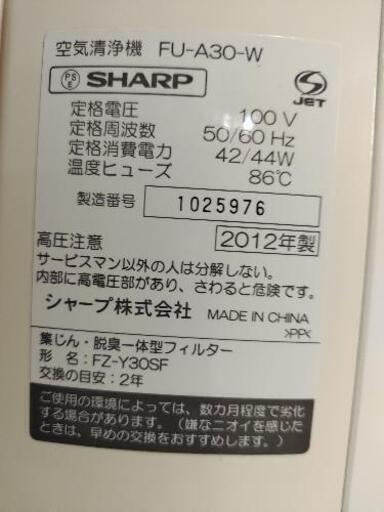 空気清浄機 FU-A30-W
PSE SHARP
JET
定格電圧 100 V
定格周波数 50/60 Hz
定格消費電力 42/44W
温度ヒューズ 86℃
製造番号 1025976
高圧注意 2012年製
サービスマン以外の人は分解しない。
内部に高電圧部があり、さわると危険です。
シャープ株式会社 MADE IN CHINA
>PP<
集じん・脱臭一体型フィルター
形 名：FZ-Y30SF
交換の目安：2年
ご使用の環境によっては、数カ月程度で劣化
する場合があります。（嫌なニオイを感じた
ときは、早めの交換をおすすめします）